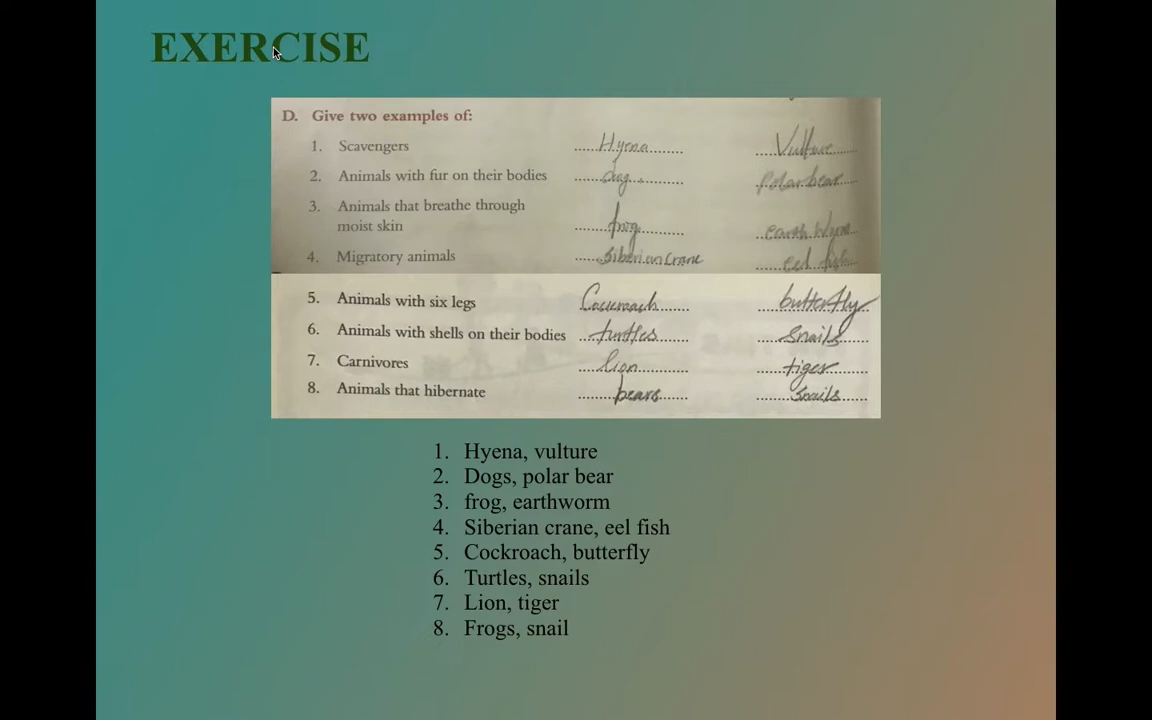 EXERCISE
D. Give two examples of:
1. Scavengers ......Hyena........ ....Vulture......
2. Animals with fur on their bodies ......dog........... ..Polar bear....
3. Animals that breathe through
moist skin ......frog......... ..earth Wrm...
4. Migratory animals ......Siberian Crane ......eel fish....
5. Animals with six legs Cockroach....... .....butterfly
6. Animals with shells on their bodies ....turtles....... ......Snails......
7. Carnivores ....lion........... ......tiger.......
8. Animals that hibernate ........bears...... .......Snails......
1. Hyena, vulture
2. Dogs, polar bear
3. frog, earthworm
4. Siberian crane, eel fish
5. Cockroach, butterfly
6. Turtles, snails
7. Lion, tiger
8. Frogs, snail